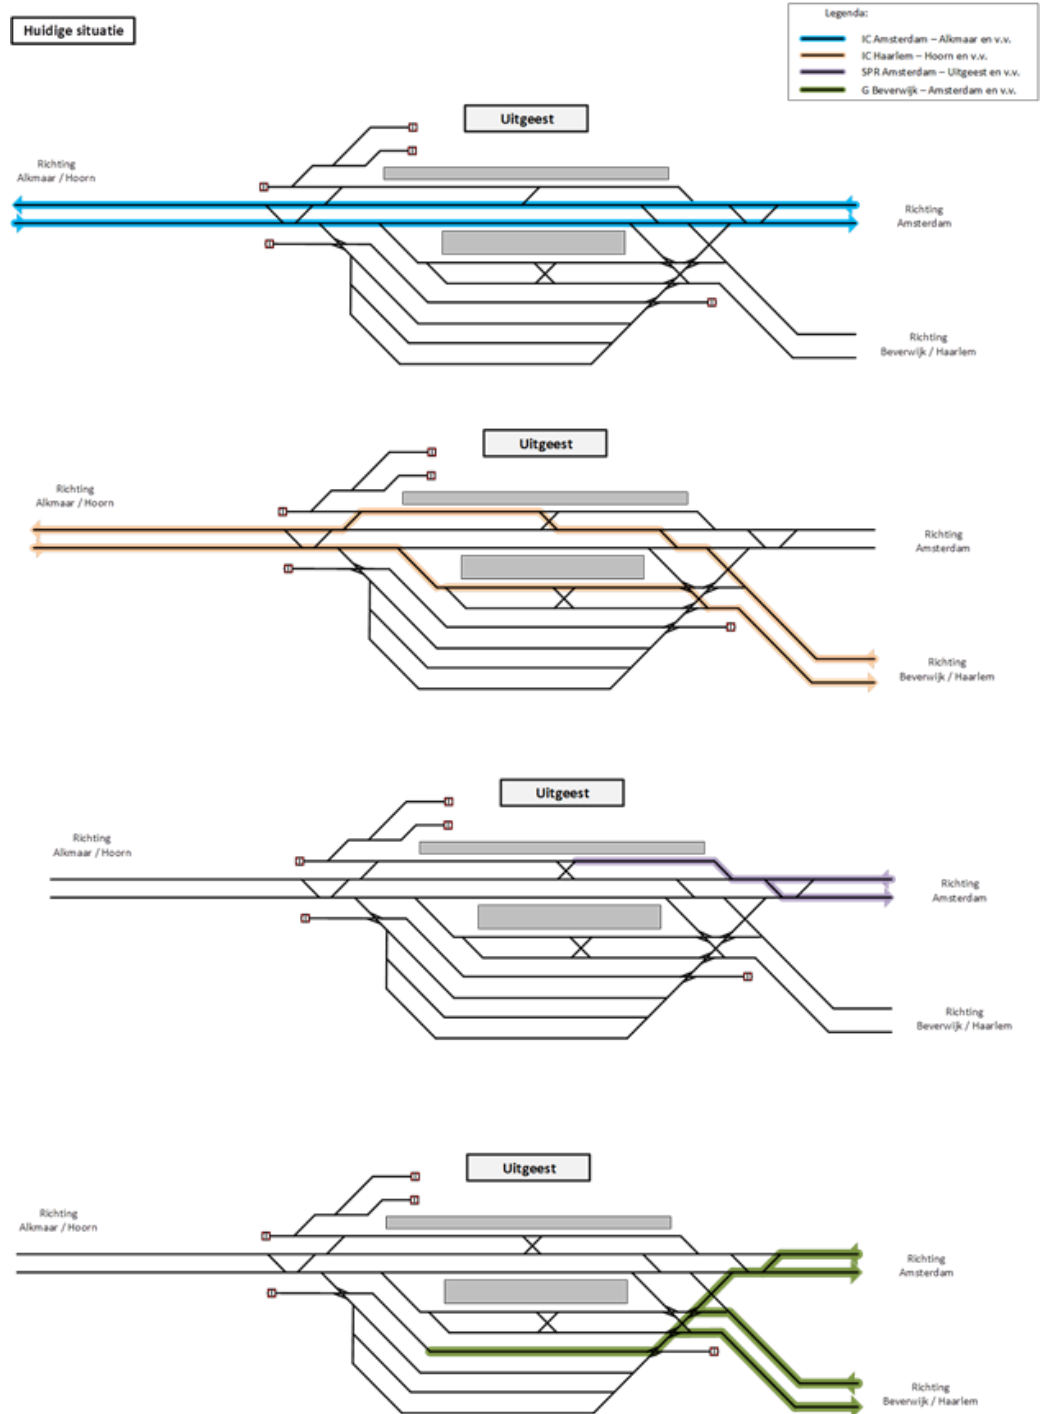 Huidige situatie
Legenda:
IC Amsterdam – Alkmaar en v.v.
IC Haarlem – Hoorn en v.v.
SPR Amsterdam – Uitgeest en v.v.
G Beverwijk – Amsterdam en v.v.
Uitgeest
Richting
Alkmaar / Hoorn
Richting
Amsterdam
Richting
Beverwijk / Haarlem
Uitgeest
Richting
Alkmaar / Hoorn
Richting
Amsterdam
Richting
Beverwijk / Haarlem
Uitgeest
Richting
Alkmaar / Hoorn
Richting
Amsterdam
Richting
Beverwijk / Haarlem
Uitgeest
Richting
Alkmaar / Hoorn
Richting
Amsterdam
Richting
Beverwijk / Haarlem